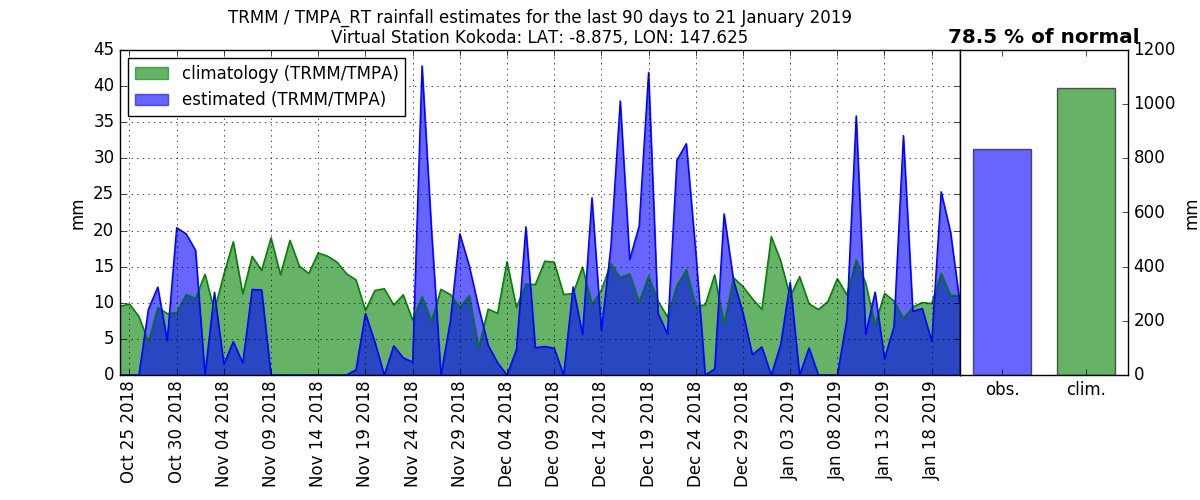 TRMM / TMPA_RT rainfall estimates for the last 90 days to 21 January 2019
Virtual Station Kokoda: LAT: -8.875, LON: 147.625
78.5 % of normal
climatology (TRMM/TMPA)
estimated (TRMM/TMPA)
45
40
35
30
25
20
15
10
5
0
mm
Oct 25 2018
Oct 30 2018
Nov 04 2018
Nov 09 2018
Nov 14 2018
Nov 19 2018
Nov 24 2018
Nov 29 2018
Dec 04 2018
Dec 09 2018
Dec 14 2018
Dec 19 2018
Dec 24 2018
Dec 29 2018
Jan 03 2019
Jan 08 2019
Jan 13 2019
Jan 18 2019
1200
1000
800
600
400
200
0
mm
obs.
clim.